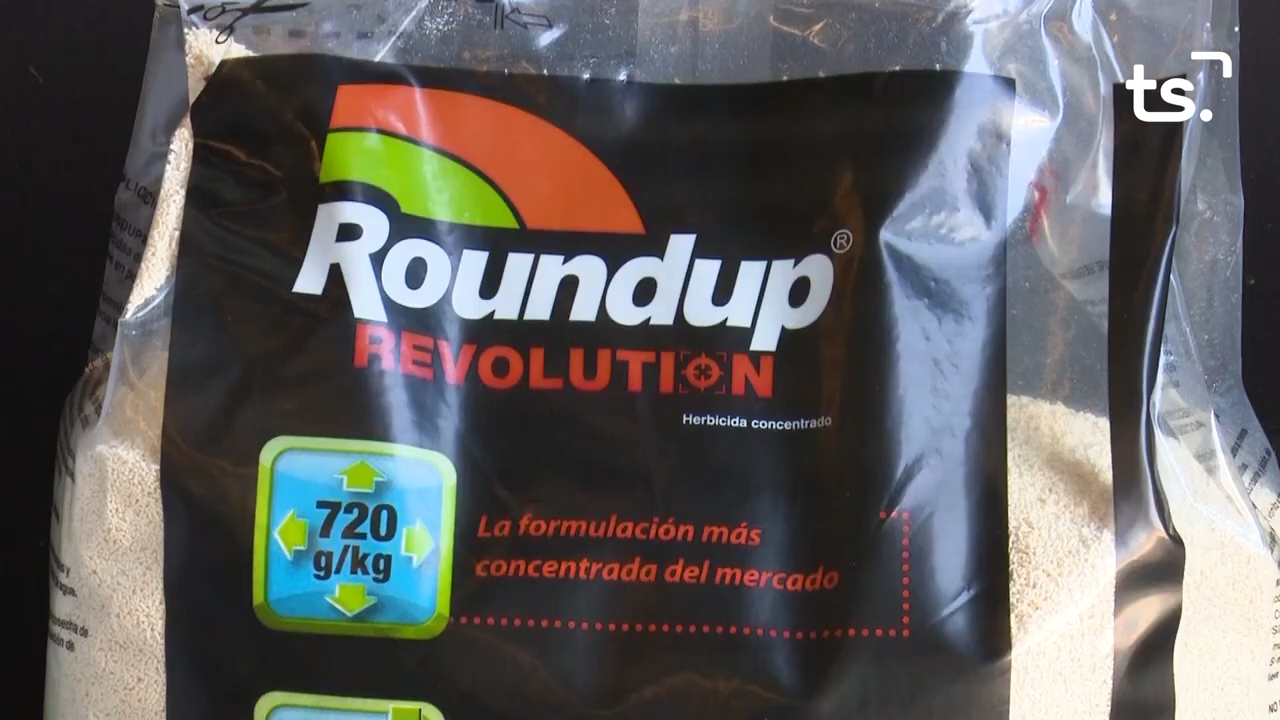 ts.
Roundup®
REVOLUTION
Herbicida concentrado
720
g/kg
La formulación más
concentrada del mercado